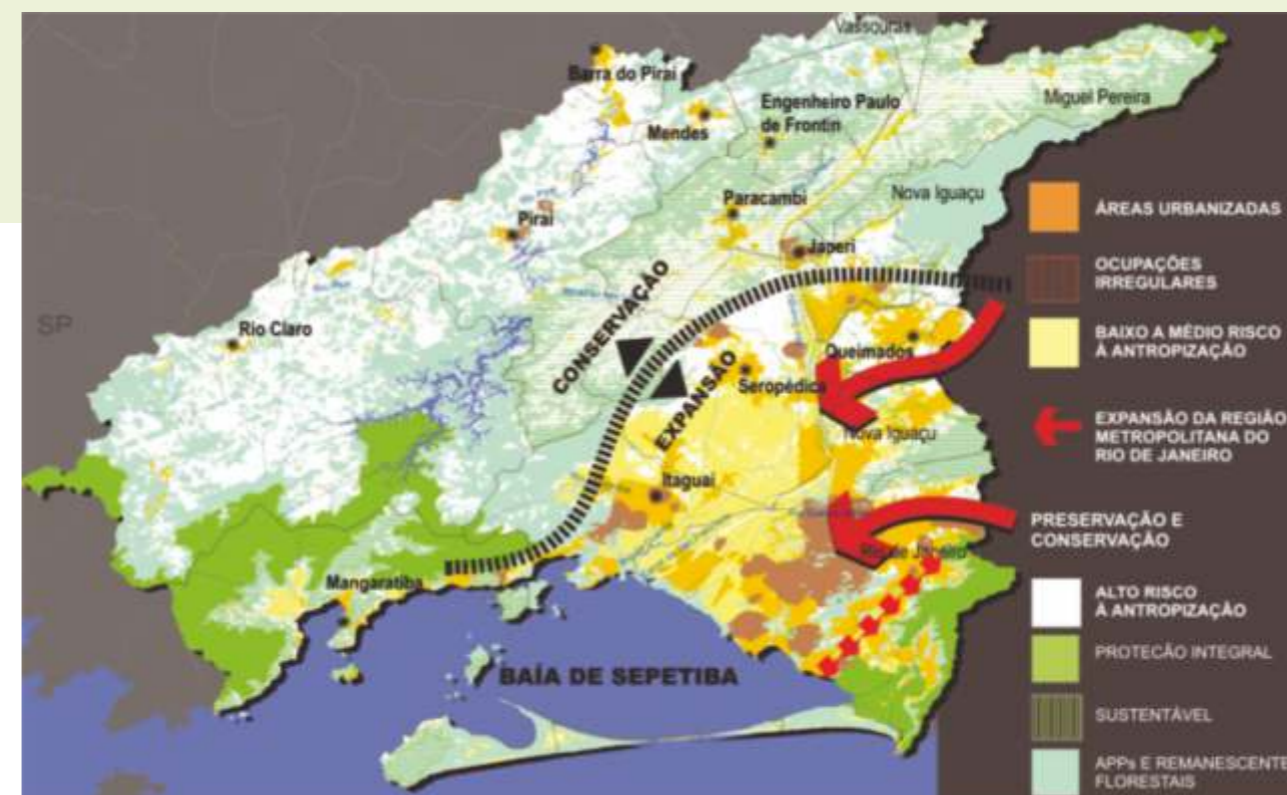 Vassouras
Barra do Piraí
Miguel Pereira
Engenheiro Paulo
de Frontin
Mendes
Nova Iguaçu
Paracambi
Piraí
Japeri
CONSERVAÇÃO
SP
Rio Claro
EXPANSÃO
Queimados
Seropédica
Nova Iguaçu
Itaguaí
Rio de Janeiro
Mangaratiba
BAÍA DE SEPETIBA
ÁREAS URBANIZADAS
OCUPAÇÕES
IRREGULARES
BAIXO A MÉDIO RISCO
À ANTROPIZAÇÃO
EXPANSÃO DA REGIÃO
METROPOLITANA DO
RIO DE JANEIRO
PRESERVAÇÃO E
CONSERVAÇÃO
ALTO RISCO
À ANTROPIZAÇÃO
PROTECÃO INTEGRAL
SUSTENTÁVEL
APPs E REMANESCENTE
FLORESTAIS